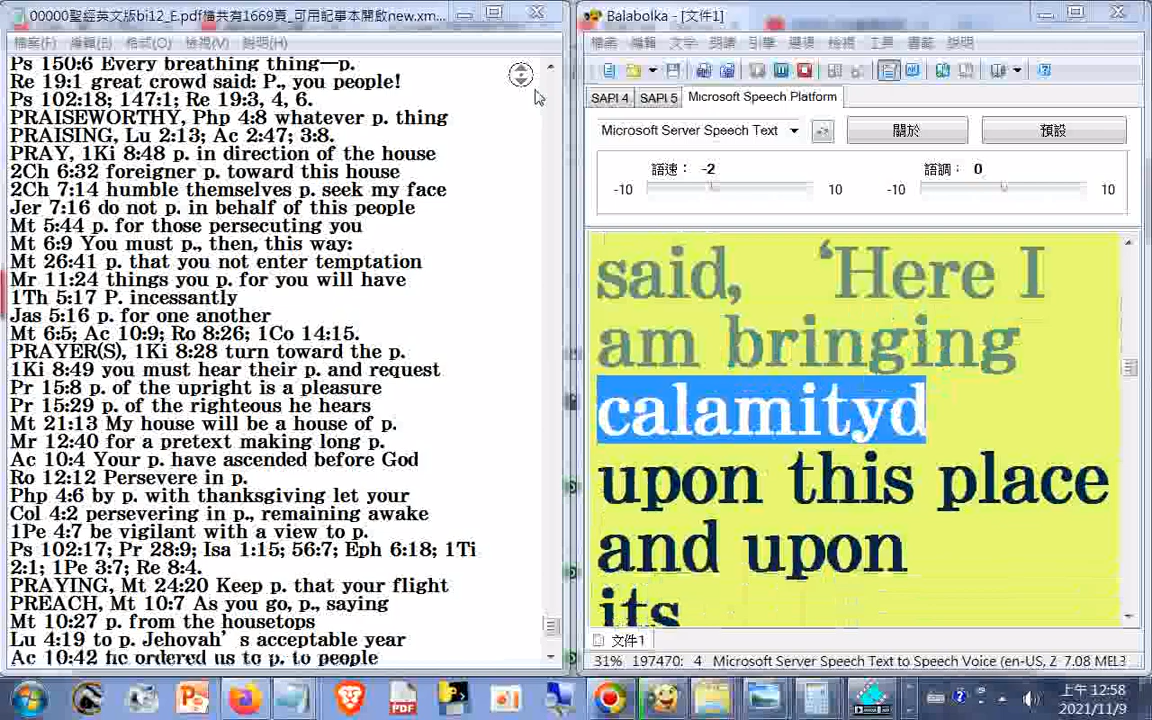 00000聖經英文版bi12_E.pdf檔共有1669頁_可用記事本開啟new.xm...
檔案(F) 編輯(E) 格式(O) 檢視(V) 說明(H)
Ps 150:6 Every breathing thing—p.
Re 19:1 great crowd said: P., you people!
Ps 102:18; 147:1; Re 19:3, 4, 6.
PRAISEWORTHY, Php 4:8 whatever p. thing
PRAISING, Lu 2:13; Ac 2:47; 3:8.
PRAY, 1Ki 8:48 p. in direction of the house
2Ch 6:32 foreigner p. toward this house
2Ch 7:14 humble themselves p. seek my face
Jer 7:16 do not p. in behalf of this people
Mt 5:44 p. for those persecuting you
Mt 6:9 You must p., then, this way:
Mt 26:41 p. that you not enter temptation
Mr 11:24 things you p. for you will have
1Th 5:17 P. incessantly
Jas 5:16 p. for one another
Mt 6:5; Ac 10:9; Ro 8:26; 1Co 14:15.
PRAYER(S), 1Ki 8:28 turn toward the p.
1Ki 8:49 you must hear their p. and request
Pr 15:8 p. of the upright is a pleasure
Pr 15:29 p. of the righteous he hears
Mt 21:13 My house will be a house of p.
Mr 12:40 for a pretext making long p.
Ac 10:4 Your p. have ascended before God
Ro 12:12 Persevere in p.
Php 4:6 by p. with thanksgiving let your
Col 4:2 persevering in p., remaining awake
1Pe 4:7 be vigilant with a view to p.
Ps 102:17; Pr 28:9; Isa 1:15; 56:7; Eph 6:18; 1Ti
2:1; 1Pe 3:7; Re 8:4.
PRAYING, Mt 24:20 Keep p. that your flight
PREACH, Mt 10:7 As you go, p., saying
Mt 10:27 p. from the housetops
Lu 4:19 to p. Jehovah’s acceptable year
Ac 10:42 he ordered us to p. to people
Balabolka - [文件1]
檔案 編輯 文字 朗讀 引擎 選項 檢視 工具 書籤 說明
SAPI 4 SAPI 5 Microsoft Speech Platform
Microsoft Server Speech Text 關於 預設
語速： -2 語調： 0
-10 10 -10 10
said, ‘Here I
am bringing
calamityd
upon this place
and upon
its
文件1
31% 197470: 4 Microsoft Server Speech Text to Speech Voice (en-US, Z 7.08 МЕЛ
PDF
上午 12:58
2021/11/9